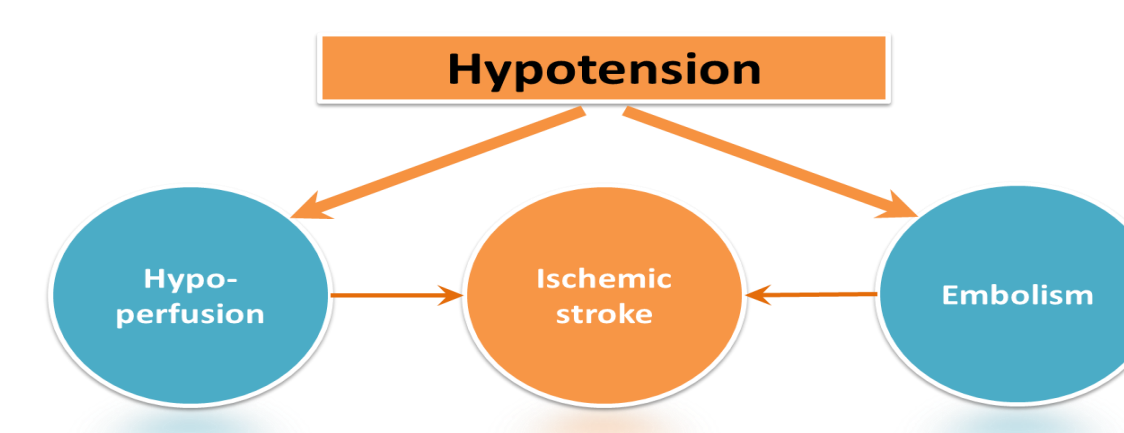 Hypotension
Hypo-
perfusion
Ischemic
stroke
Embolism